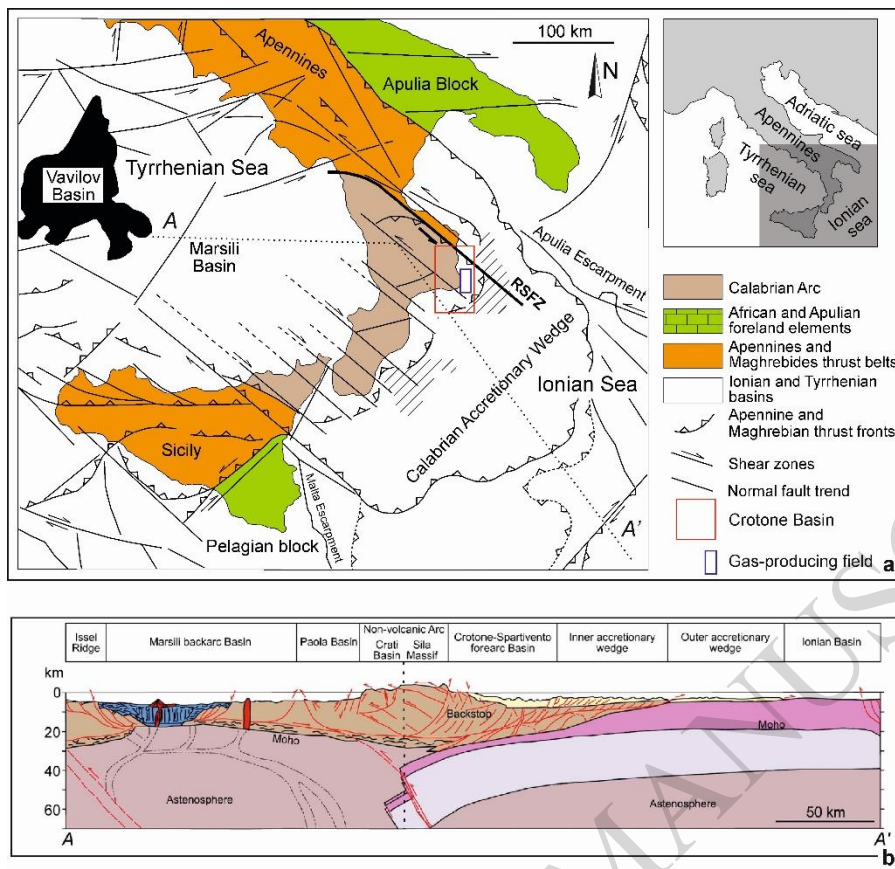 100 km
N
Apennines
Apulia Block
Tyrrhenian Sea
Vavilov
Basin
A
Marsili
Basin
RSFZ
Apulia Escarpment
Calabrian Accretionary Wedge
Ionian Sea
Sicily
Malta Escarpment
Pelagian block
A'
Adriatic sea
Apennines
Tyrrhenian
sea
Ionian
sea
Calabrian Arc
African and Apulian
foreland elements
Apennines and
Maghrebides thrust belts
Ionian and Tyrrhenian
basins
Apennine and
Maghrebian thrust fronts
Shear zones
Normal fault trend
Crotone Basin
Gas-producing field
a
Issel
Ridge
Marsili backarc Basin
Paola Basin
Non-volcanic Arc
Crati
Basin
Sila
Massif
Crotone-Spartivento
forearc Basin
Inner accretionary
wedge
Outer accretionary
wedge
Ionian Basin
km
0
20
40
60
Moho
Backstop
Moho
Astenosphere
Astenosphere
0
20
40
60
50 km
A
A'
b
MANUS